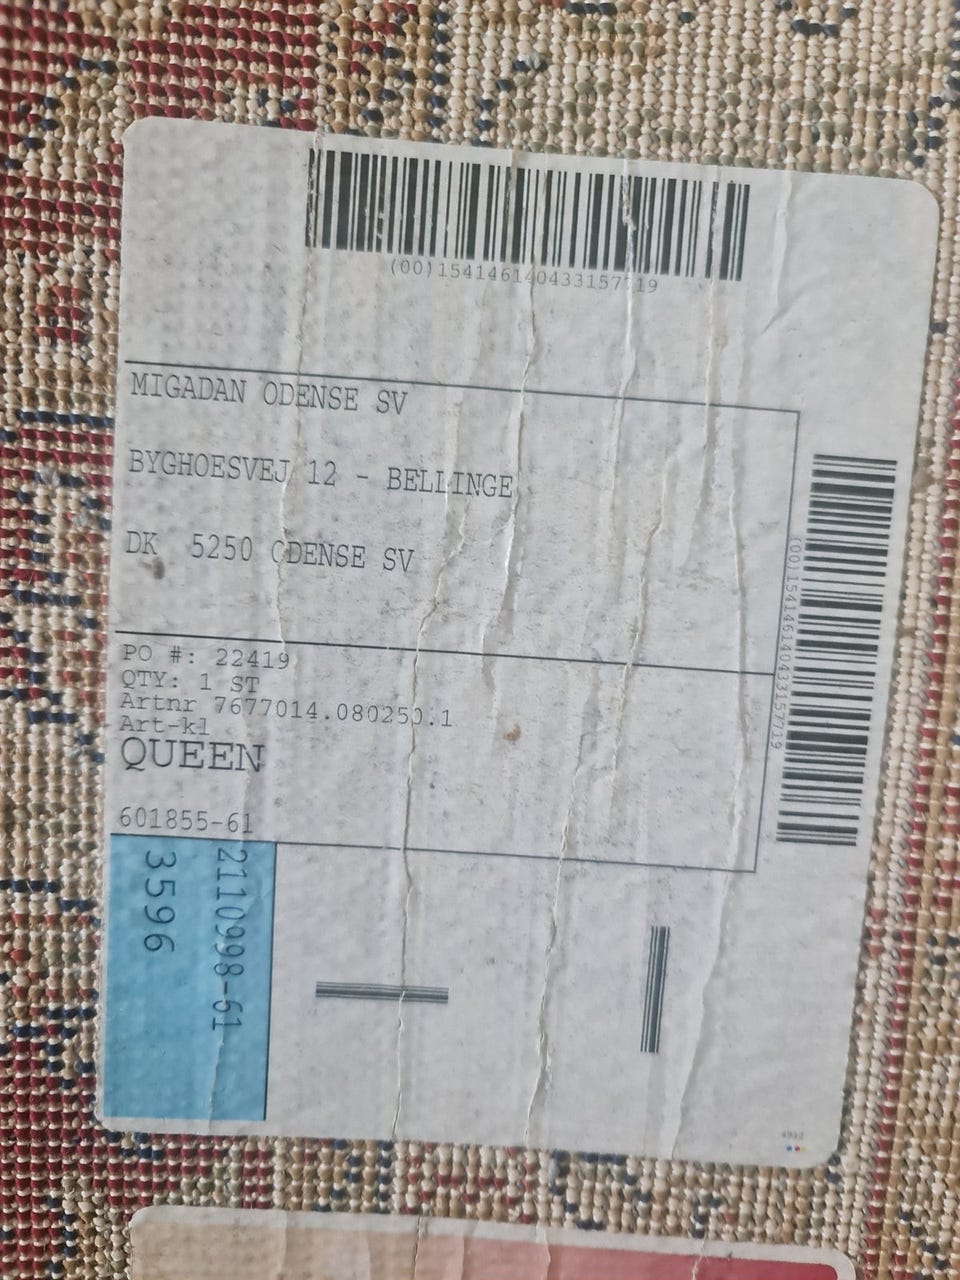 (00)154146140433157719
MIGADAN ODENSE SV
BYGHOESVEJ 12 - BELLINGE
DK 5250 ODENSE SV
(00)154146140433157719
PO #: 22419
QTY: 1 ST
Artnr 7677014.080250.1
Art-kl
QUEEN
601855-61
2110998-61
3596